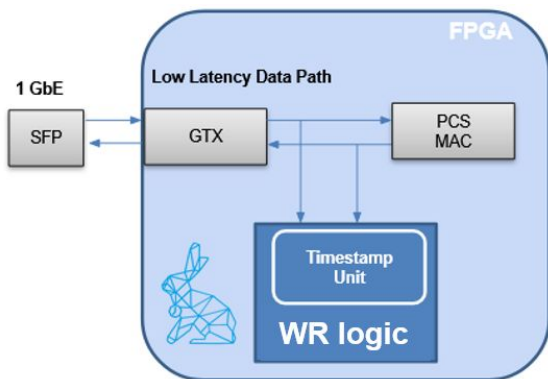 FPGA
Low Latency Data Path
1 GbE
SFP
GTX
PCS
MAC
Timestamp
Unit
WR logic